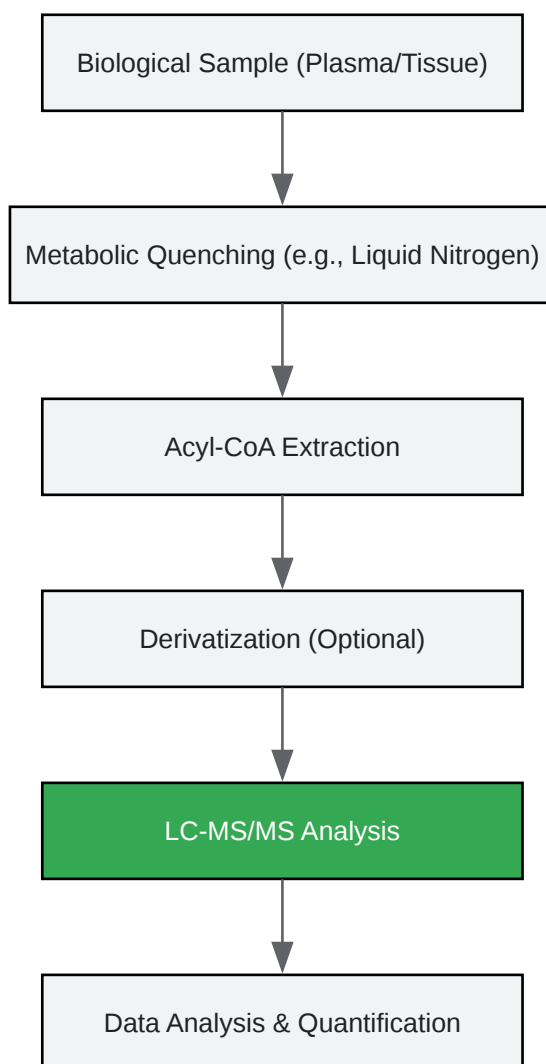 Biological Sample (Plasma/Tissue)
Metabolic Quenching (e.g., Liquid Nitrogen)
Acyl-CoA Extraction
Derivatization (Optional)
LC-MS/MS Analysis
Data Analysis & Quantification